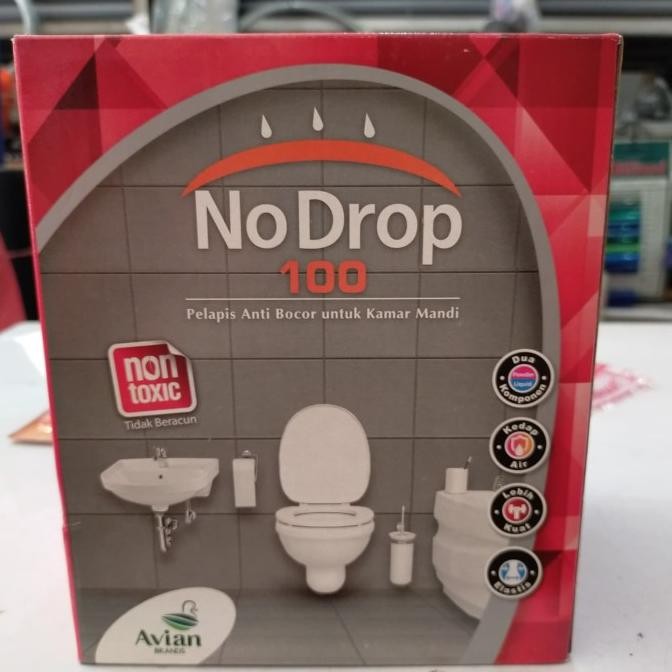 No Drop
100
Pelapis Anti Bocor untuk Kamar Mandi
non
toxic
Tidak Beracun
Dua
Powder
Liquid
Komponen
Kedap
Air
Lebih
Kuat
Elastis
Avian
BRANDS